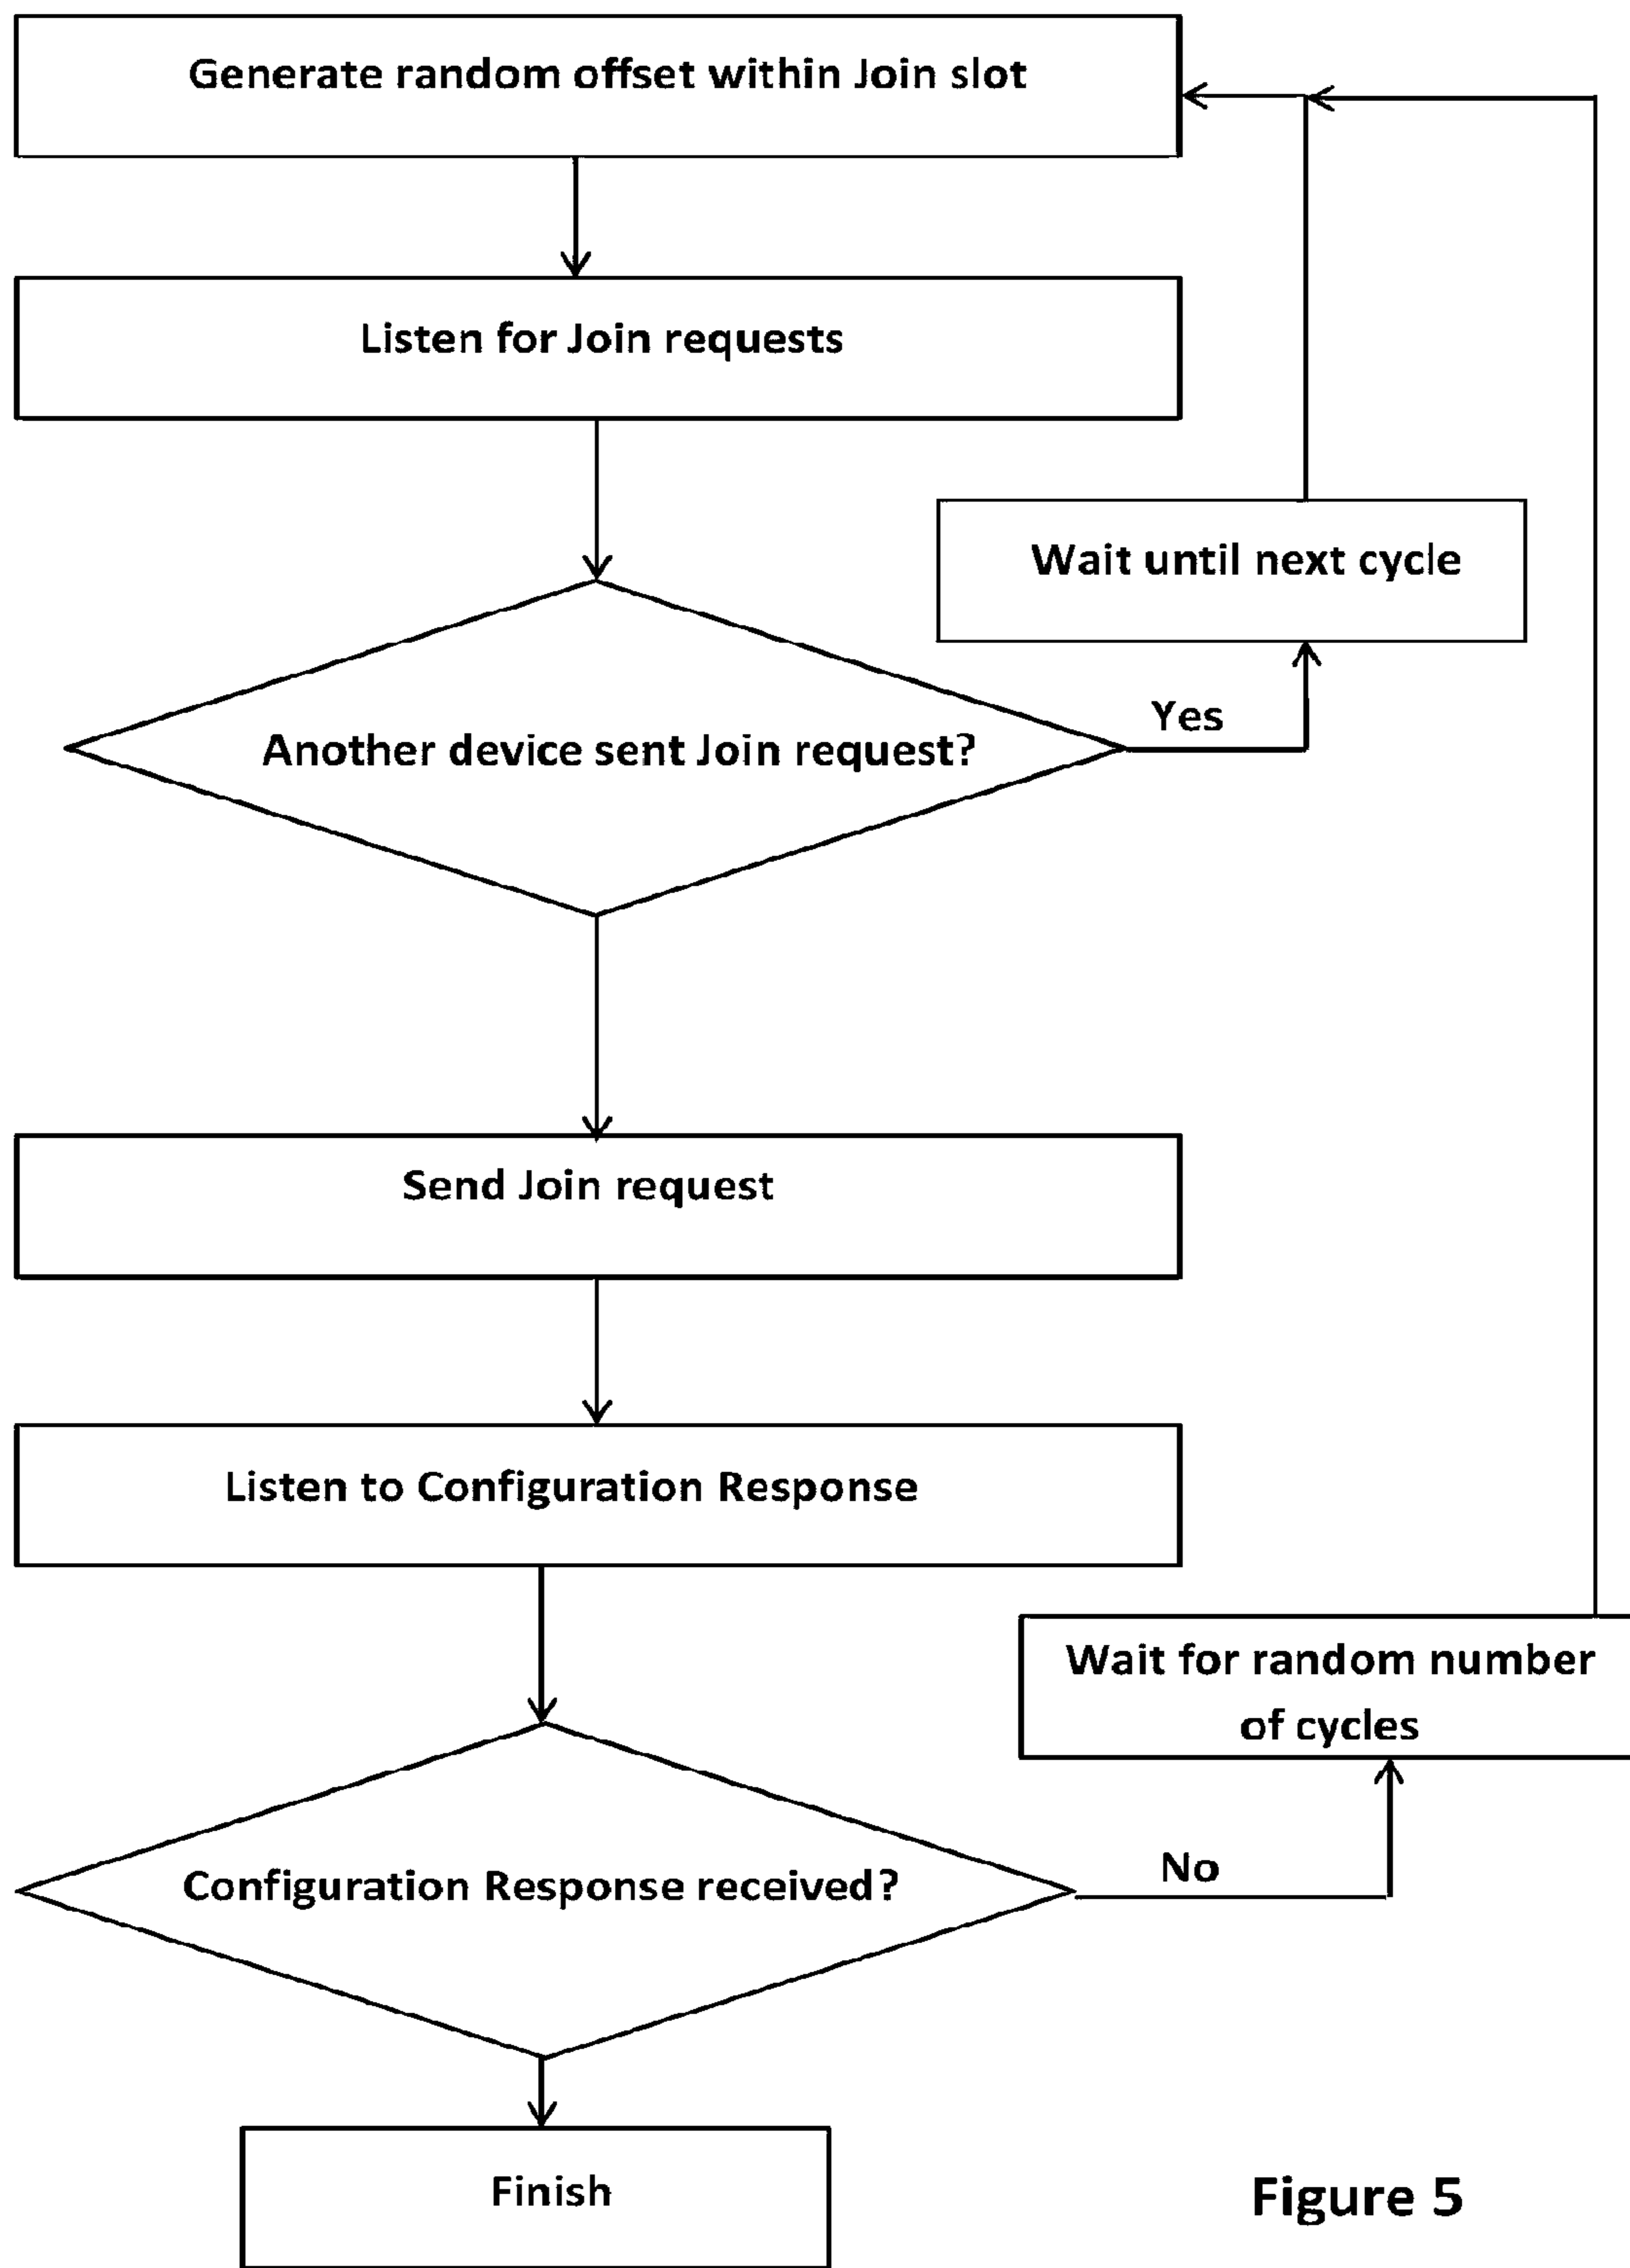 Generate random offset within Join slot
Listen for Join requests
Wait until next cycle
Yes
Another device sent Join request?
Send Join request
Listen to Configuration Response
Wait for random number
of cycles
No
Configuration Response received?
Finish
Figure 5